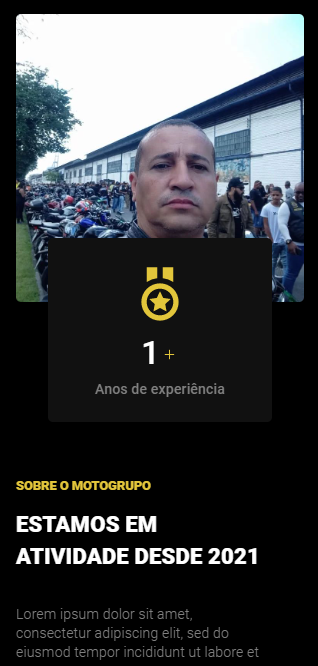 1 +
Anos de experiência
SOBRE O MOTOGRUPO
ESTAMOS EM
ATIVIDADE DESDE 2021
Lorem ipsum dolor sit amet,
consectetur adipiscing elit, sed do
eiusmod tempor incididunt ut labore et